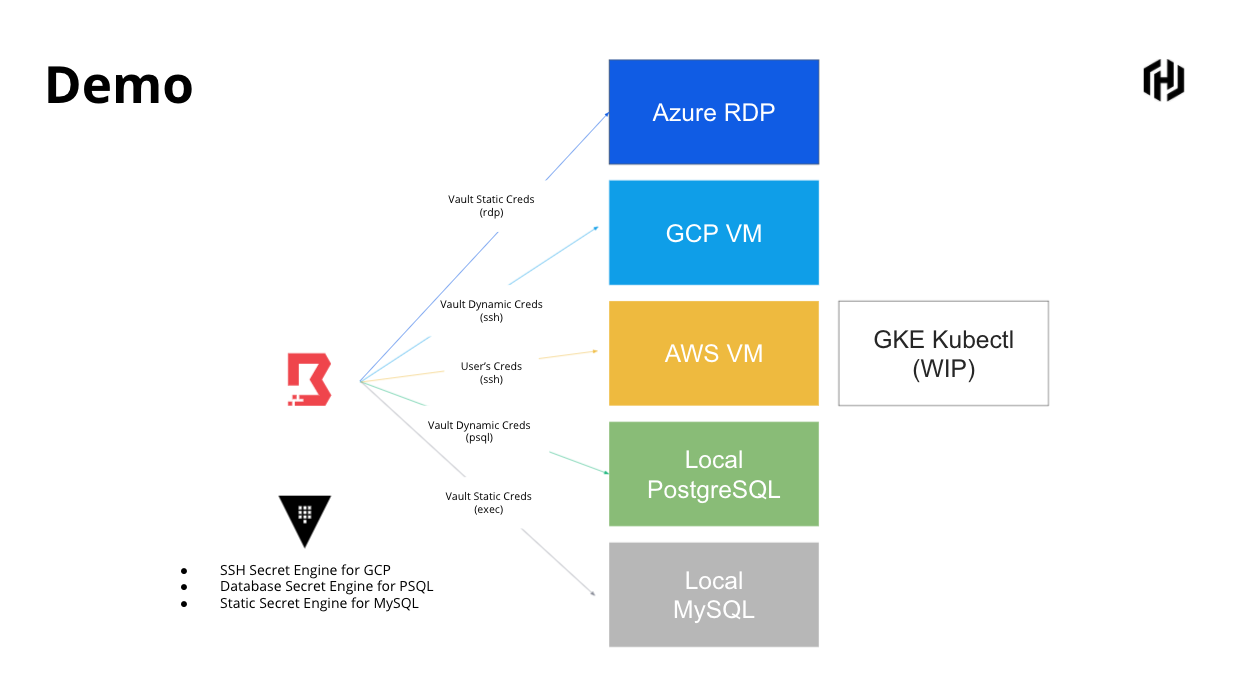 Demo
Azure RDP
Vault Static Creds
(rdp)
GCP VM
Vault Dynamic Creds
(ssh)
AWS VM
GKE Kubectl
(WIP)
User's Creds
(ssh)
Vault Dynamic Creds
(psql)
Local
PostgreSQL
Vault Static Creds
(exec)
Local
MySQL
● SSH Secret Engine for GCP
● Database Secret Engine for PSQL
● Static Secret Engine for MySQL